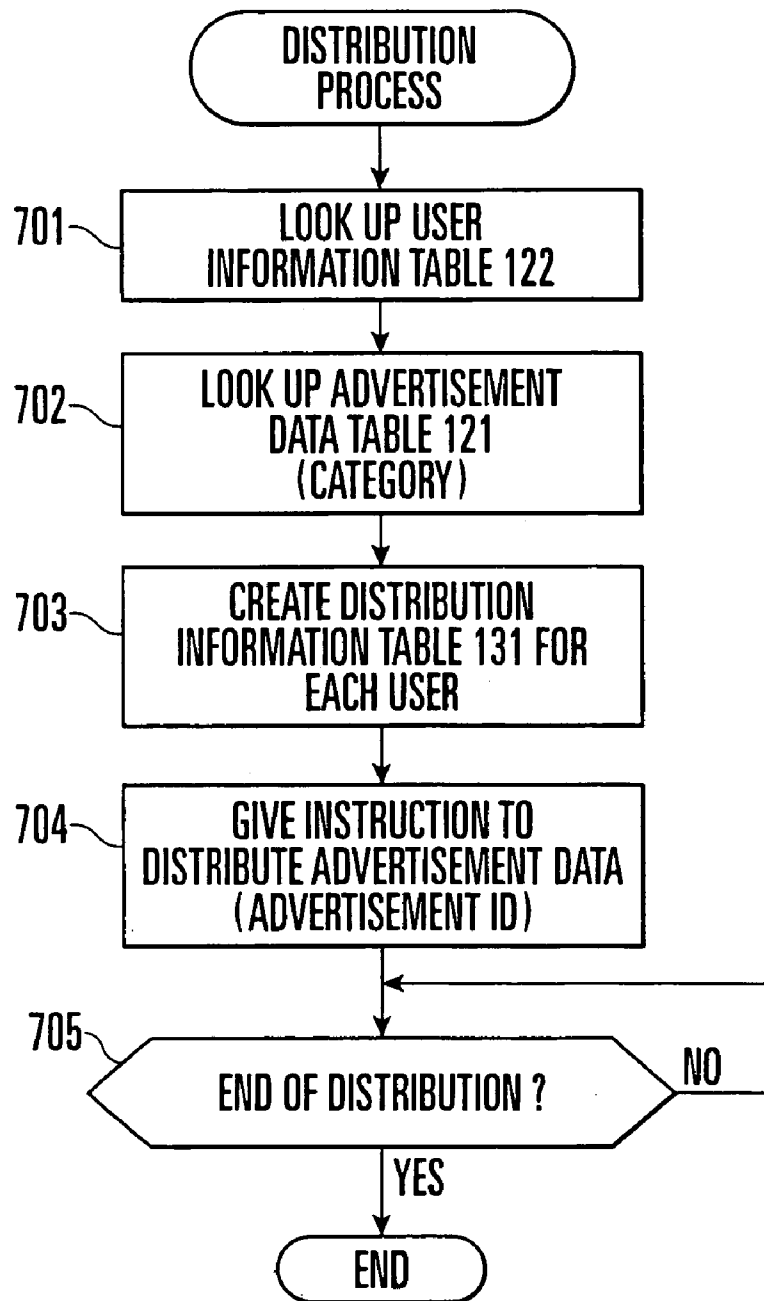 DISTRIBUTION
PROCESS
701
LOOK UP USER
INFORMATION TABLE 122
702
LOOK UP ADVERTISEMENT
DATA TABLE 121
(CATEGORY)
703
CREATE DISTRIBUTION
INFORMATION TABLE 131 FOR
EACH USER
704
GIVE INSTRUCTION TO
DISTRIBUTE ADVERTISEMENT DATA
(ADVERTISEMENT ID)
705
END OF DISTRIBUTION ?
NO
YES
END